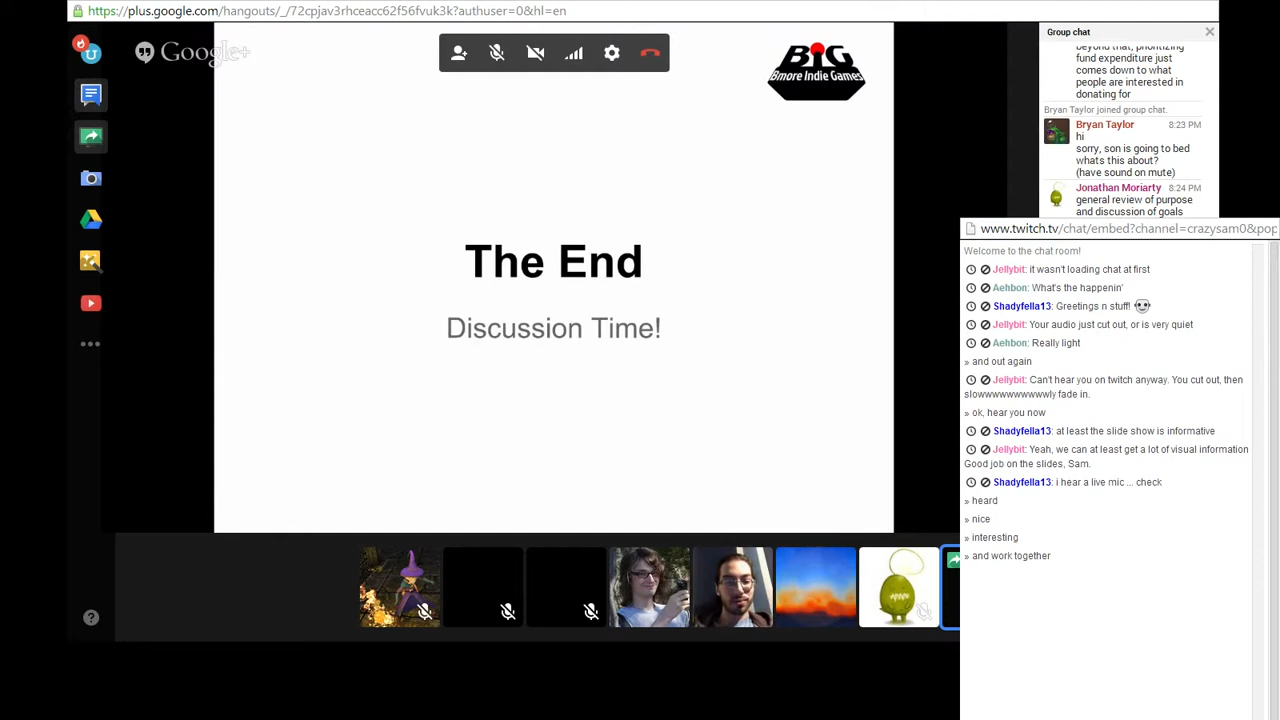 https://plus.google.com/hangouts/_/72cpjav3rhceacc62f56fvuk3k?authuser=0&hl=en
Google+
BIG
Bmore Indie Games
The End
Discussion Time!
Group chat
beyond that, prioritizing
fund expenditure just
comes down to what
people are interested in
donating for
Bryan Taylor joined group chat.
Bryan Taylor 8:23 PM
hi
sorry, son is going to bed
whats this about?
(have sound on mute)
Jonathan Moriarty 8:24 PM
general review of purpose
and discussion of goals
www.twitch.tv/chat/embed?channel=crazysam0&pop
Welcome to the chat room!
Jellybit: it wasn't loading chat at first
Aehbon: What's the happenin'
Shadyfella13: Greetings n stuff!
Jellybit: Your audio just cut out, or is very quiet
Aehbon: Really light
» and out again
Jellybit: Can't hear you on twitch anyway. You cut out, then
slowwwwwwwwwwly fade in.
» ok, hear you now
Shadyfella13: at least the slide show is informative
Jellybit: Yeah, we can at least get a lot of visual information
Good job on the slides, Sam.
Shadyfella13: i hear a live mic ... check
» heard
» nice
» interesting
» and work together